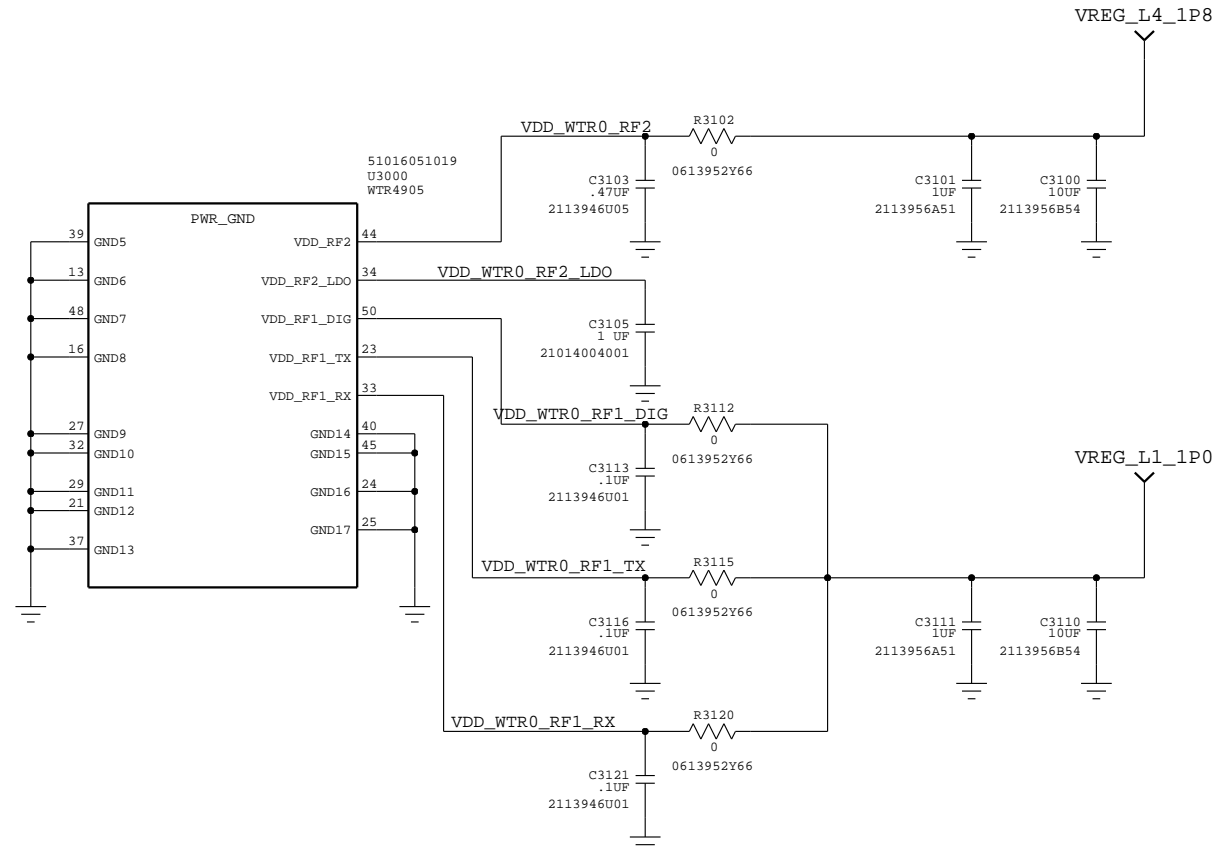 VREG_L4_1P8
R3102
VDD_WTR0_RF2
0
0613952Y66
C3103
.47UF
2113946U05
C3101
1UF
2113956A51
C3100
10UF
2113956B54
51016051019
U3000
WTR4905
PWR_GND
39 GND5
VDD_RF2 44
13 GND6
VDD_RF2_LDO 34
VDD_WTR0_RF2_LDO
48 GND7
VDD_RF1_DIG 50
C3105
1 UF
21014004001
16 GND8
VDD_RF1_TX 23
VDD_RF1_RX 33
VDD_WTR0_RF1_DIG
R3112
0
0613952Y66
27 GND9
GND14 40
32 GND10
GND15 45
C3113
.1UF
2113946U01
VREG_L1_1P0
29 GND11
GND16 24
21 GND12
GND17 25
37 GND13
VDD_WTR0_RF1_TX
R3115
0
0613952Y66
C3116
.1UF
2113946U01
C3111
1UF
2113956A51
C3110
10UF
2113956B54
VDD_WTR0_RF1_RX
R3120
0
0613952Y66
C3121
.1UF
2113946U01